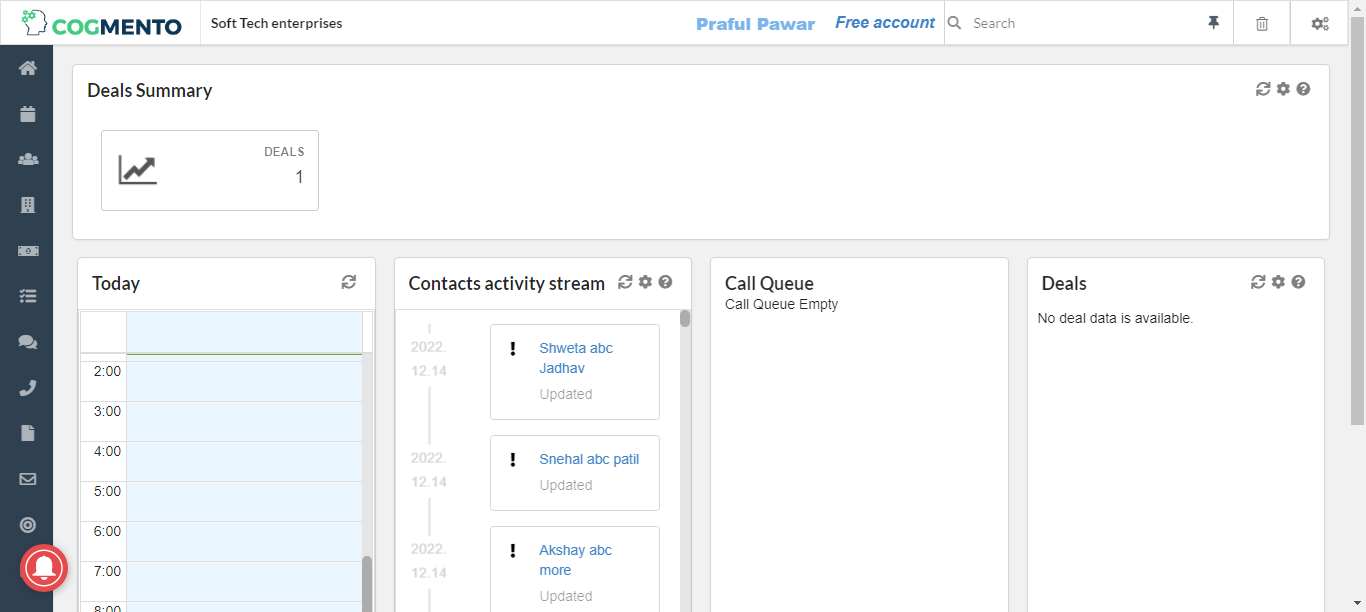 COGMENTO
Soft Tech enterprises
Praful Pawar
Free account
Search
Deals Summary
DEALS
1
Today
2:00
3:00
4:00
5:00
6:00
7:00
8:00
Contacts activity stream
2022.
12.14
Shweta abc
Jadhav
Updated
2022.
12.14
Snehal abc patil
Updated
2022.
12.14
Akshay abc
more
Updated
Call Queue
Call Queue Empty
Deals
No deal data is available.